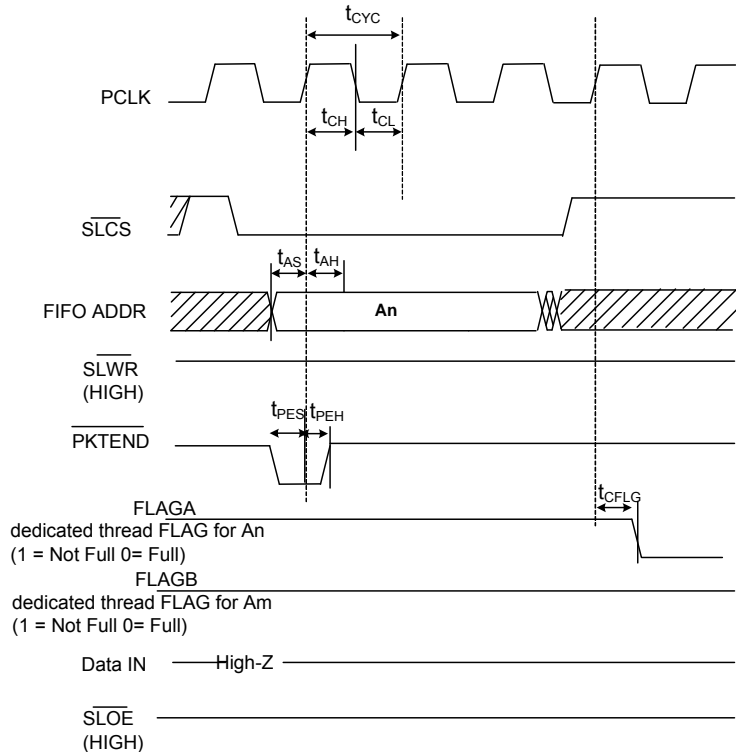 tCYC
PCLK
tCH
tCL
SLCS
tAS
tAH
FIFO ADDR
An
SLWR
(HIGH)
tPES
tPEH
PKTEND
tCFLG
FLAGA
dedicated thread FLAG for An
(1 = Not Full 0= Full)
FLAGB
dedicated thread FLAG for Am
(1 = Not Full 0= Full)
Data IN
High-Z
SLOE
(HIGH)